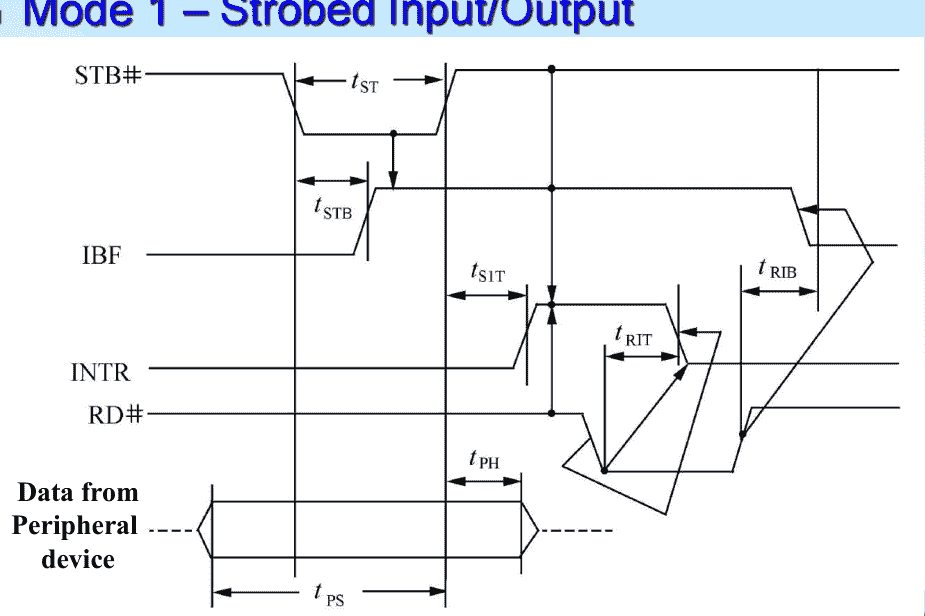 Mode 1 – Strobed Input/Output
STB#
tST
tSTB
IBF
tS1T
tRIB
tRIT
INTR
RD#
tPH
Data from
Peripheral
device
tPS